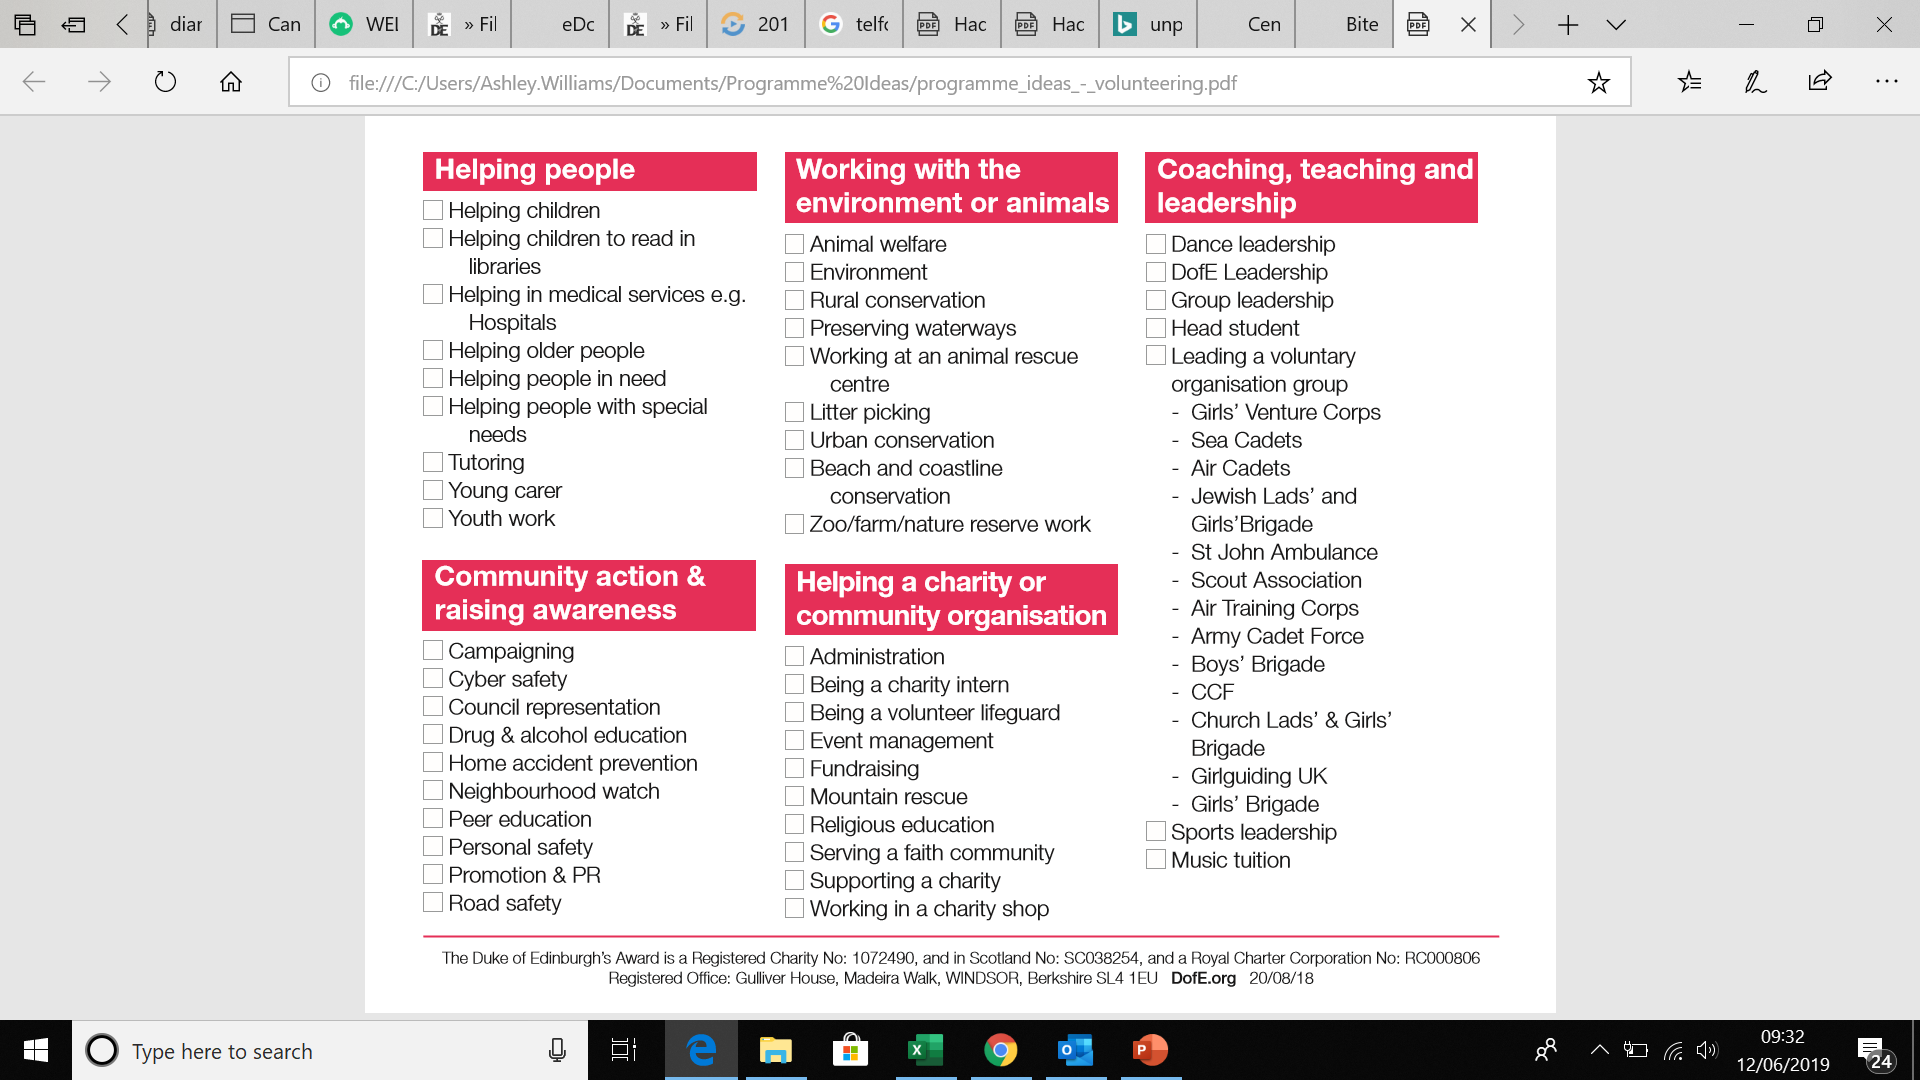 diar
Can
WEI
» Fil
eDc
» Fil
201
telfc
Hac
Hac
unp
Cen
Bite
file:///C:/Users/Ashley.Williams/Documents/Programme%20Ideas/programme_ideas_-_volunteering.pdf
Helping people
Helping children
Helping children to read in
libraries
Helping in medical services e.g.
Hospitals
Helping older people
Helping people in need
Helping people with special
needs
Tutoring
Young carer
Youth work
Community action &
raising awareness
Campaigning
Cyber safety
Council representation
Drug & alcohol education
Home accident prevention
Neighbourhood watch
Peer education
Personal safety
Promotion & PR
Road safety
Working with the
environment or animals
Animal welfare
Environment
Rural conservation
Preserving waterways
Working at an animal rescue
centre
Litter picking
Urban conservation
Beach and coastline
conservation
Zoo/farm/nature reserve work
Helping a charity or
community organisation
Administration
Being a charity intern
Being a volunteer lifeguard
Event management
Fundraising
Mountain rescue
Religious education
Serving a faith community
Supporting a charity
Working in a charity shop
Coaching, teaching and
leadership
Dance leadership
DofE Leadership
Group leadership
Head student
Leading a voluntary
organisation group
- Girls' Venture Corps
- Sea Cadets
- Air Cadets
- Jewish Lads' and
Girls'Brigade
- St John Ambulance
- Scout Association
- Air Training Corps
- Army Cadet Force
- Boys' Brigade
- CCF
- Church Lads' & Girls'
Brigade
- Girlguiding UK
- Girls' Brigade
Sports leadership
Music tuition
The Duke of Edinburgh's Award is a Registered Charity No: 1072490, and in Scotland No: SC038254, and a Royal Charter Corporation No: RC000806
Registered Office: Gulliver House, Madeira Walk, WINDSOR, Berkshire SL4 1EU DofE.org 20/08/18
Type here to search
09:32
12/06/2019
24